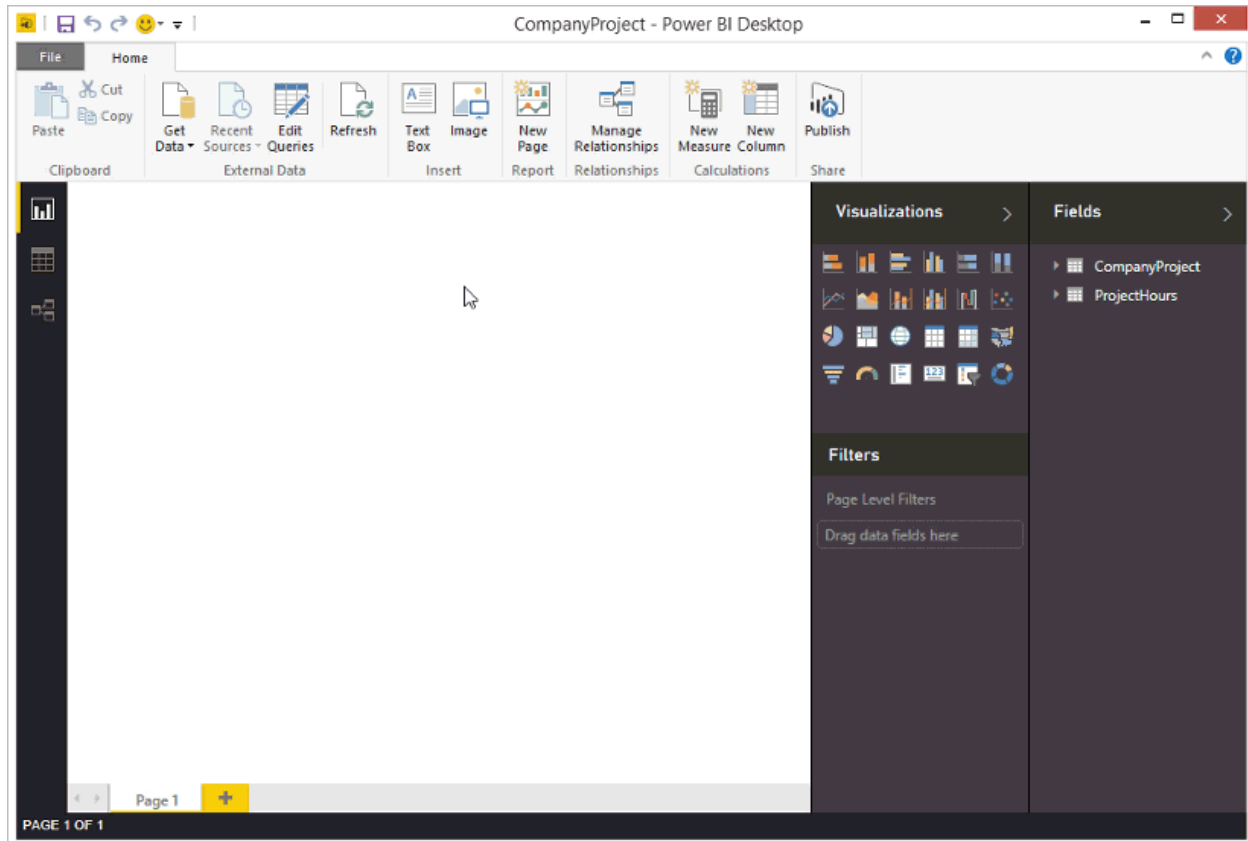 CompanyProject - Power BI Desktop
File Home
Paste
Cut
Copy
Get Data
Recent Sources
Edit Queries
Refresh
Text Box
Image
New Page
Manage Relationships
New Measure
New Column
Publish
Clipboard
External Data
Insert
Report
Relationships
Calculations
Share
Visualizations
123
Filters
Page Level Filters
Drag data fields here
Fields
CompanyProject
ProjectHours
Page 1
PAGE 1 OF 1